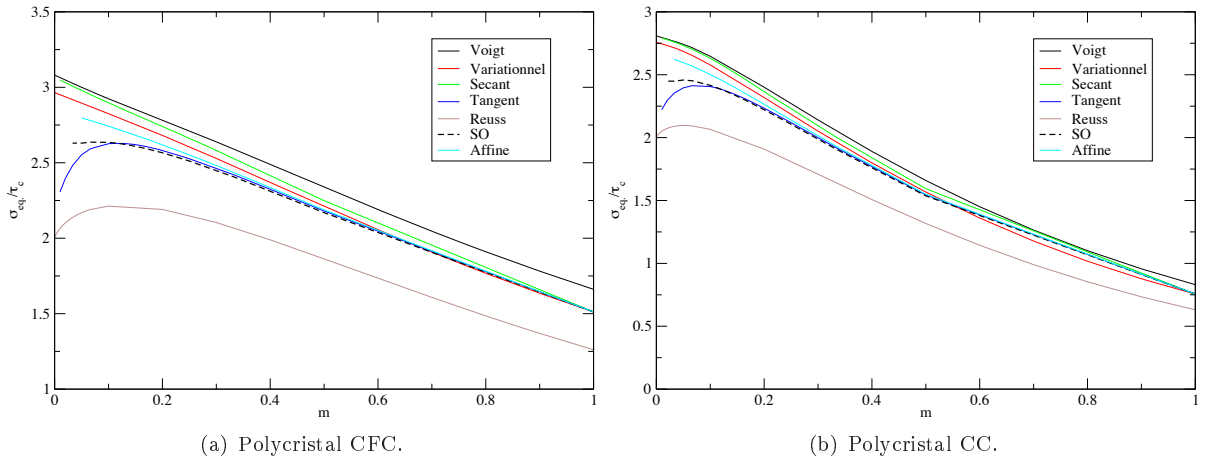 3.5
3
2.5
2
1.5
1
0
0.2
0.4
0.6
0.8
1
m
σeq./τc
Voigt
Variationnel
Secant
Tangent
Reuss
SO
Affine
(a) Polycristal CFC.
3
2.5
2
1.5
1
0.5
0
0
0.2
0.4
0.6
0.8
1
m
σeq./τc
Voigt
Variationnel
Secant
Tangent
Reuss
SO
Affine
(b) Polycristal CC.